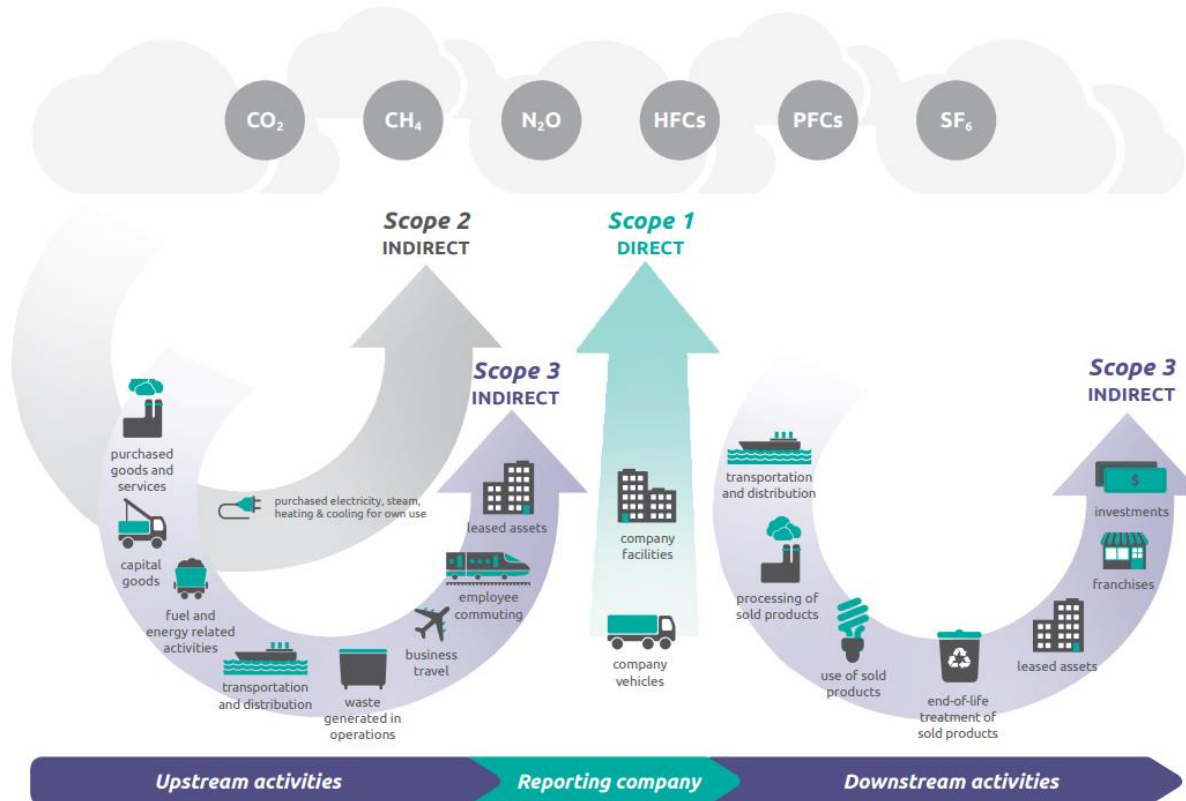 CO₂
CH₄
N₂O
HFCs
PFCs
SF₆
Scope 2
INDIRECT
Scope 1
DIRECT
Scope 3
INDIRECT
Scope 3
INDIRECT
purchased
goods and
services
capital
goods
fuel and
energy related
activities
purchased electricity, steam,
heating & cooling for own use
transportation
and distribution
waste
generated in
operations
business
travel
employee
commuting
leased assets
company
facilities
company
vehicles
transportation
and distribution
processing of
sold products
use of sold
products
end-of-life
treatment of
sold products
leased assets
franchises
$
investments
Upstream activities
Reporting company
Downstream activities